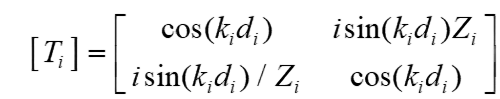 [T_i] = [ cos(k_i d_i)  i sin(k_i d_i) Z_i
i sin(k_i d_i) / Z_i  cos(k_i d_i) ]